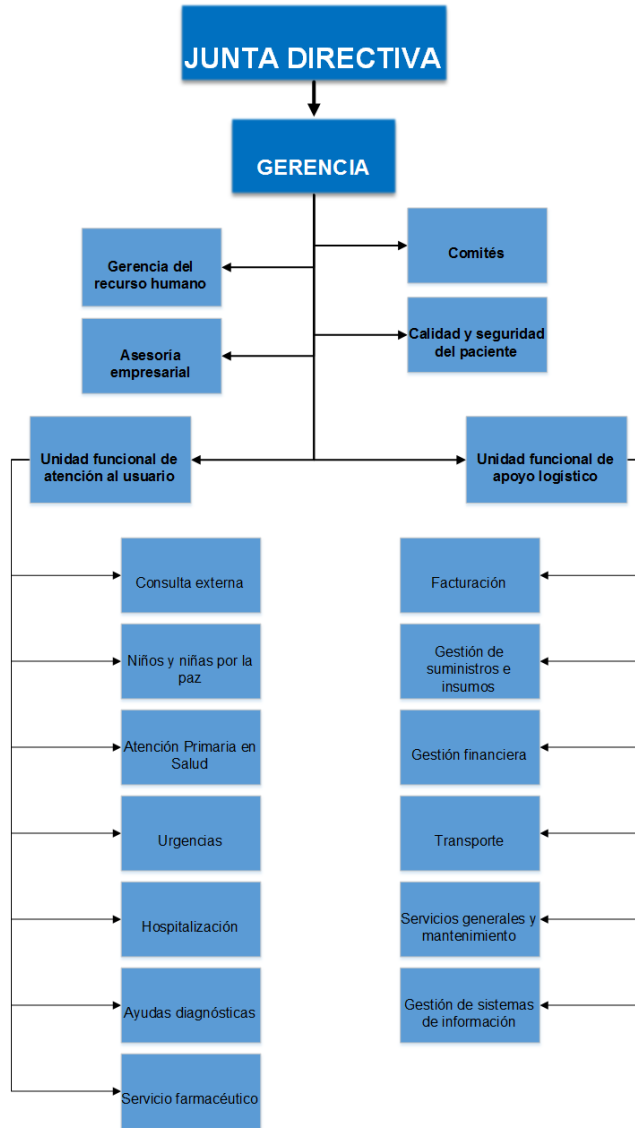 JUNTA DIRECTIVA
GERENCIA
Gerencia del
recurso humano
Comités
Asesoría
empresarial
Calidad y seguridad
del paciente
Unidad funcional de
atención al usuario
Unidad funcional de
apoyo logístico
Consulta externa
Niños y niñas por la
paz
Atención Primaria en
Salud
Urgencias
Hospitalización
Ayudas diagnósticas
Servicio farmacéutico
Facturación
Gestión de
suministros e
insumos
Gestión financiera
Transporte
Servicios generales y
mantenimiento
Gestión de sistemas
de información